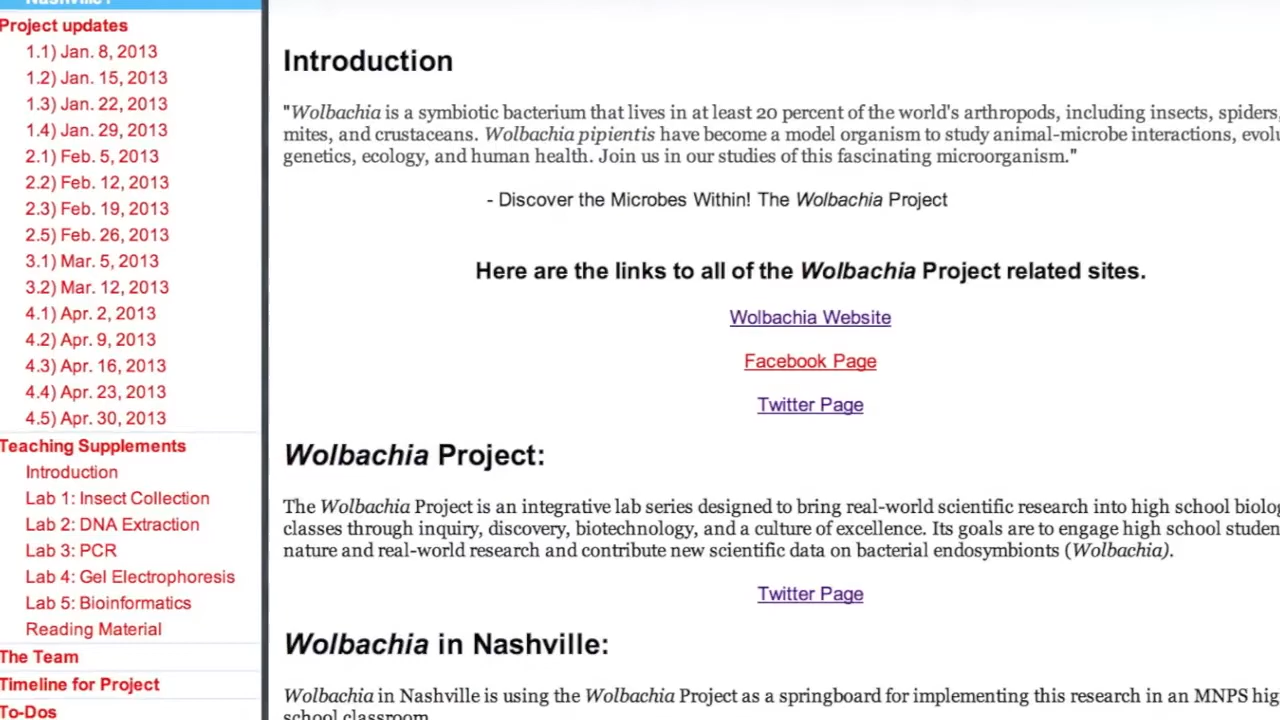 Nashville!
Project updates
1.1) Jan. 8, 2013
1.2) Jan. 15, 2013
1.3) Jan. 22, 2013
1.4) Jan. 29, 2013
2.1) Feb. 5, 2013
2.2) Feb. 12, 2013
2.3) Feb. 19, 2013
2.5) Feb. 26, 2013
3.1) Mar. 5, 2013
3.2) Mar. 12, 2013
4.1) Apr. 2, 2013
4.2) Apr. 9, 2013
4.3) Apr. 16, 2013
4.4) Apr. 23, 2013
4.5) Apr. 30, 2013
Teaching Supplements
Introduction
Lab 1: Insect Collection
Lab 2: DNA Extraction
Lab 3: PCR
Lab 4: Gel Electrophoresis
Lab 5: Bioinformatics
Reading Material
The Team
Timeline for Project
To-Dos
Introduction
"Wolbachia is a symbiotic bacterium that lives in at least 20 percent of the world's arthropods, including insects, spiders,
mites, and crustaceans. Wolbachia pipientis have become a model organism to study animal-microbe interactions, evolu
genetics, ecology, and human health. Join us in our studies of this fascinating microorganism."
- Discover the Microbes Within! The Wolbachia Project
Here are the links to all of the Wolbachia Project related sites.
Wolbachia Website
Facebook Page
Twitter Page
Wolbachia Project:
The Wolbachia Project is an integrative lab series designed to bring real-world scientific research into high school biolog
classes through inquiry, discovery, biotechnology, and a culture of excellence. Its goals are to engage high school studen
nature and real-world research and contribute new scientific data on bacterial endosymbionts (Wolbachia).
Twitter Page
Wolbachia in Nashville:
Wolbachia in Nashville is using the Wolbachia Project as a springboard for implementing this research in an MNPS hig
school classroom.